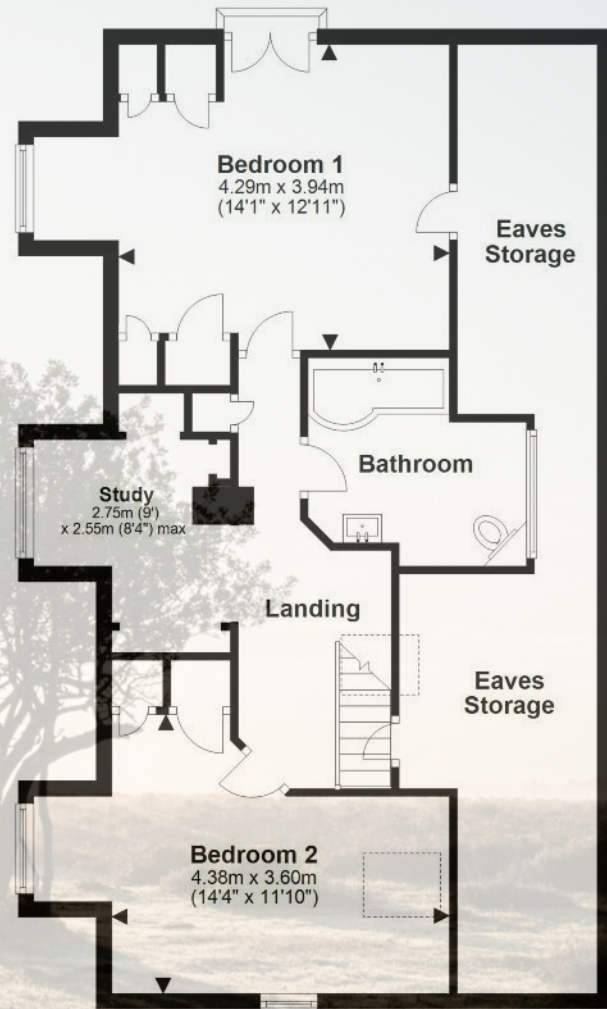 Bedroom 1
4.29m x 3.94m
(14'1" x 12'11")
Eaves
Storage
Bathroom
Study
2.75m (9')
x 2.55m (8'4") max
Landing
Eaves
Storage
Bedroom 2
4.38m x 3.60m
(14'4" x 11'10")